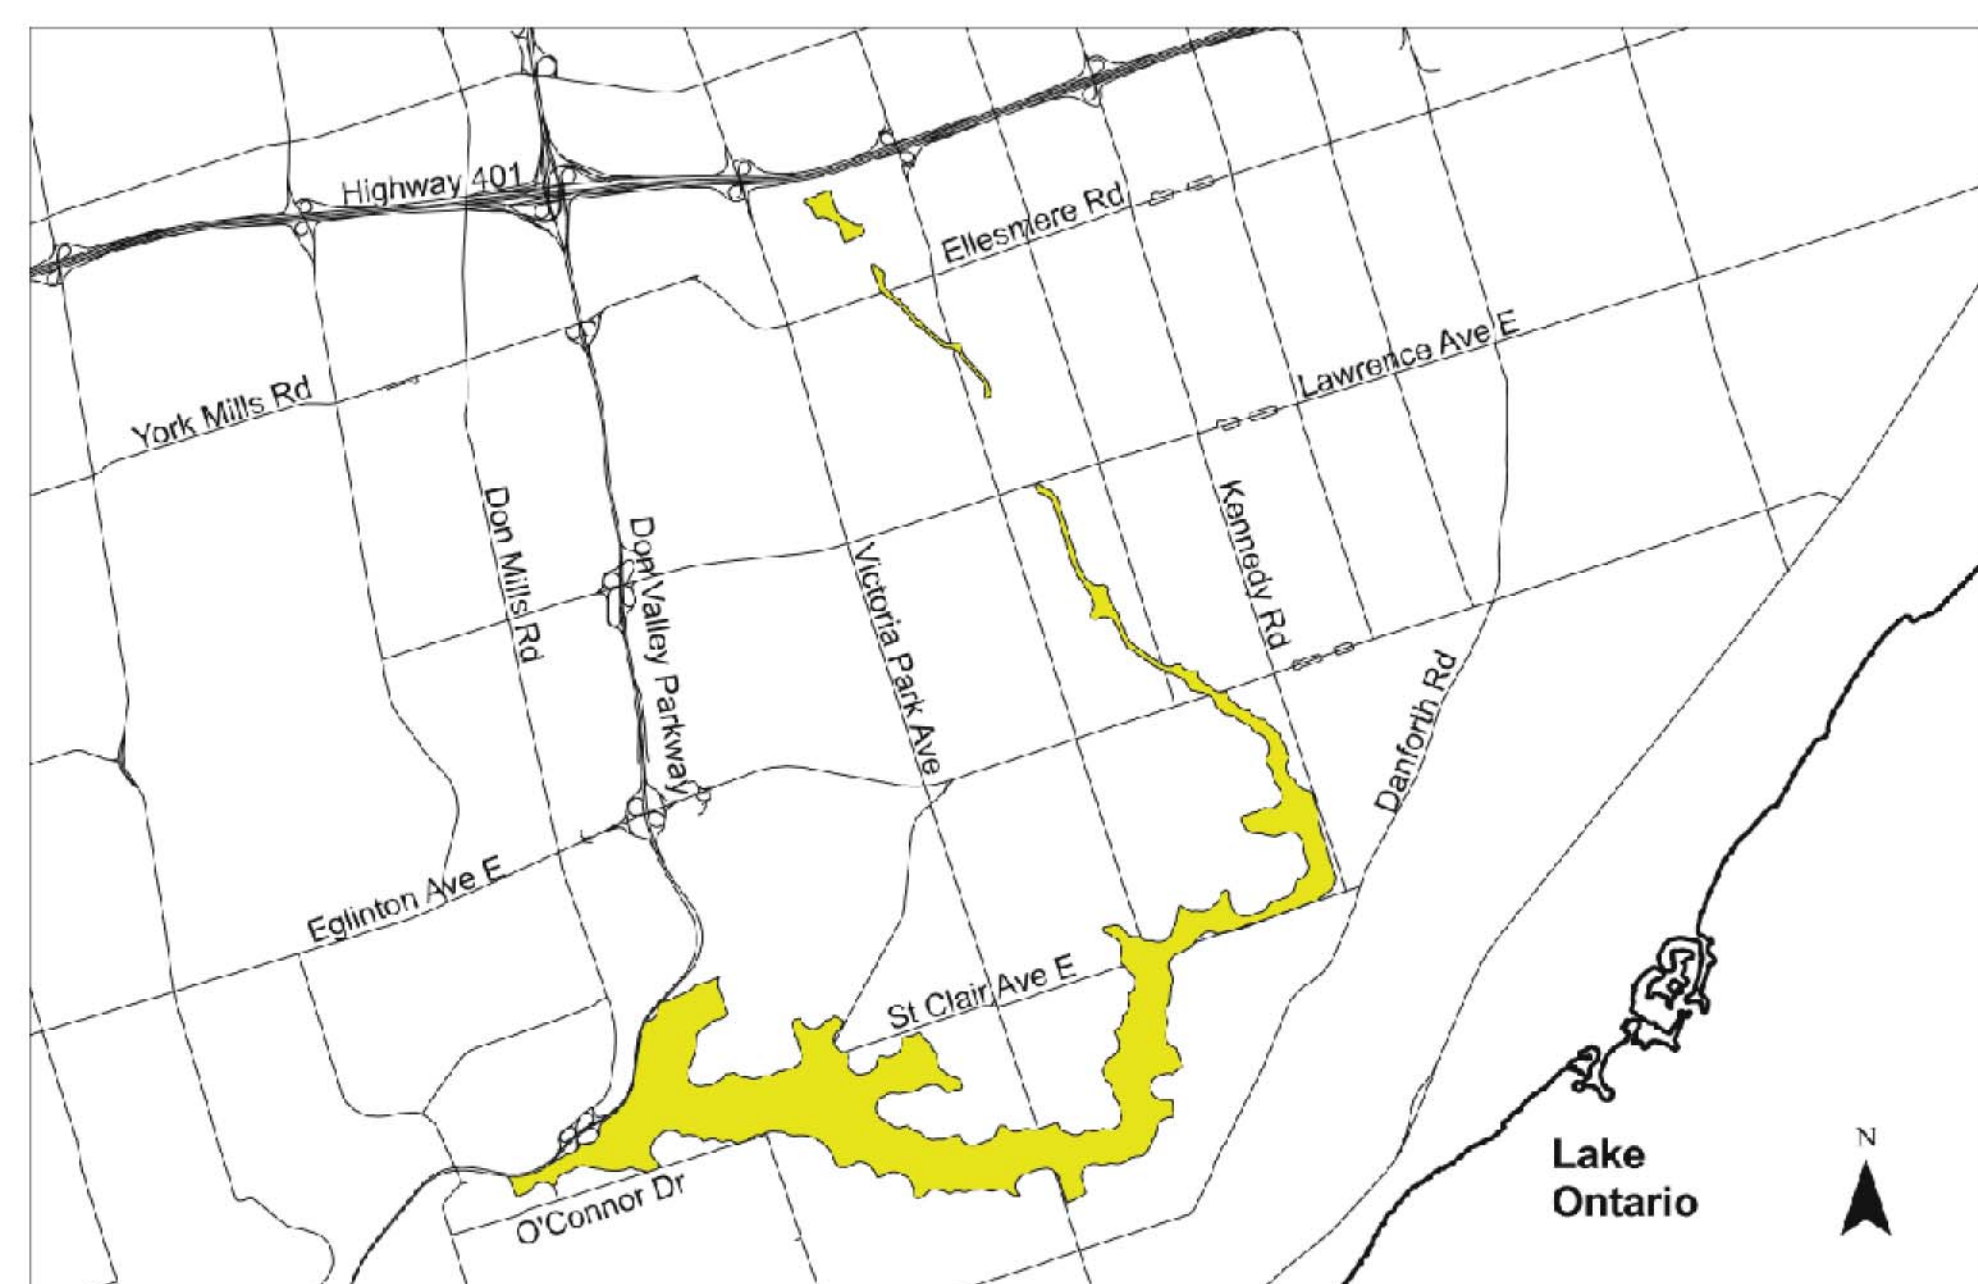 Highway 401
Ellesmere Rd
Lawrence Ave E
York Mills Rd
Don Mills Rd
Don Valley Parkway
Victoria Park Ave
Kennedy Rd
Danforth Rd
Eglinton Ave E
St Clair Ave E
O'Connor Dr
Lake
Ontario
N